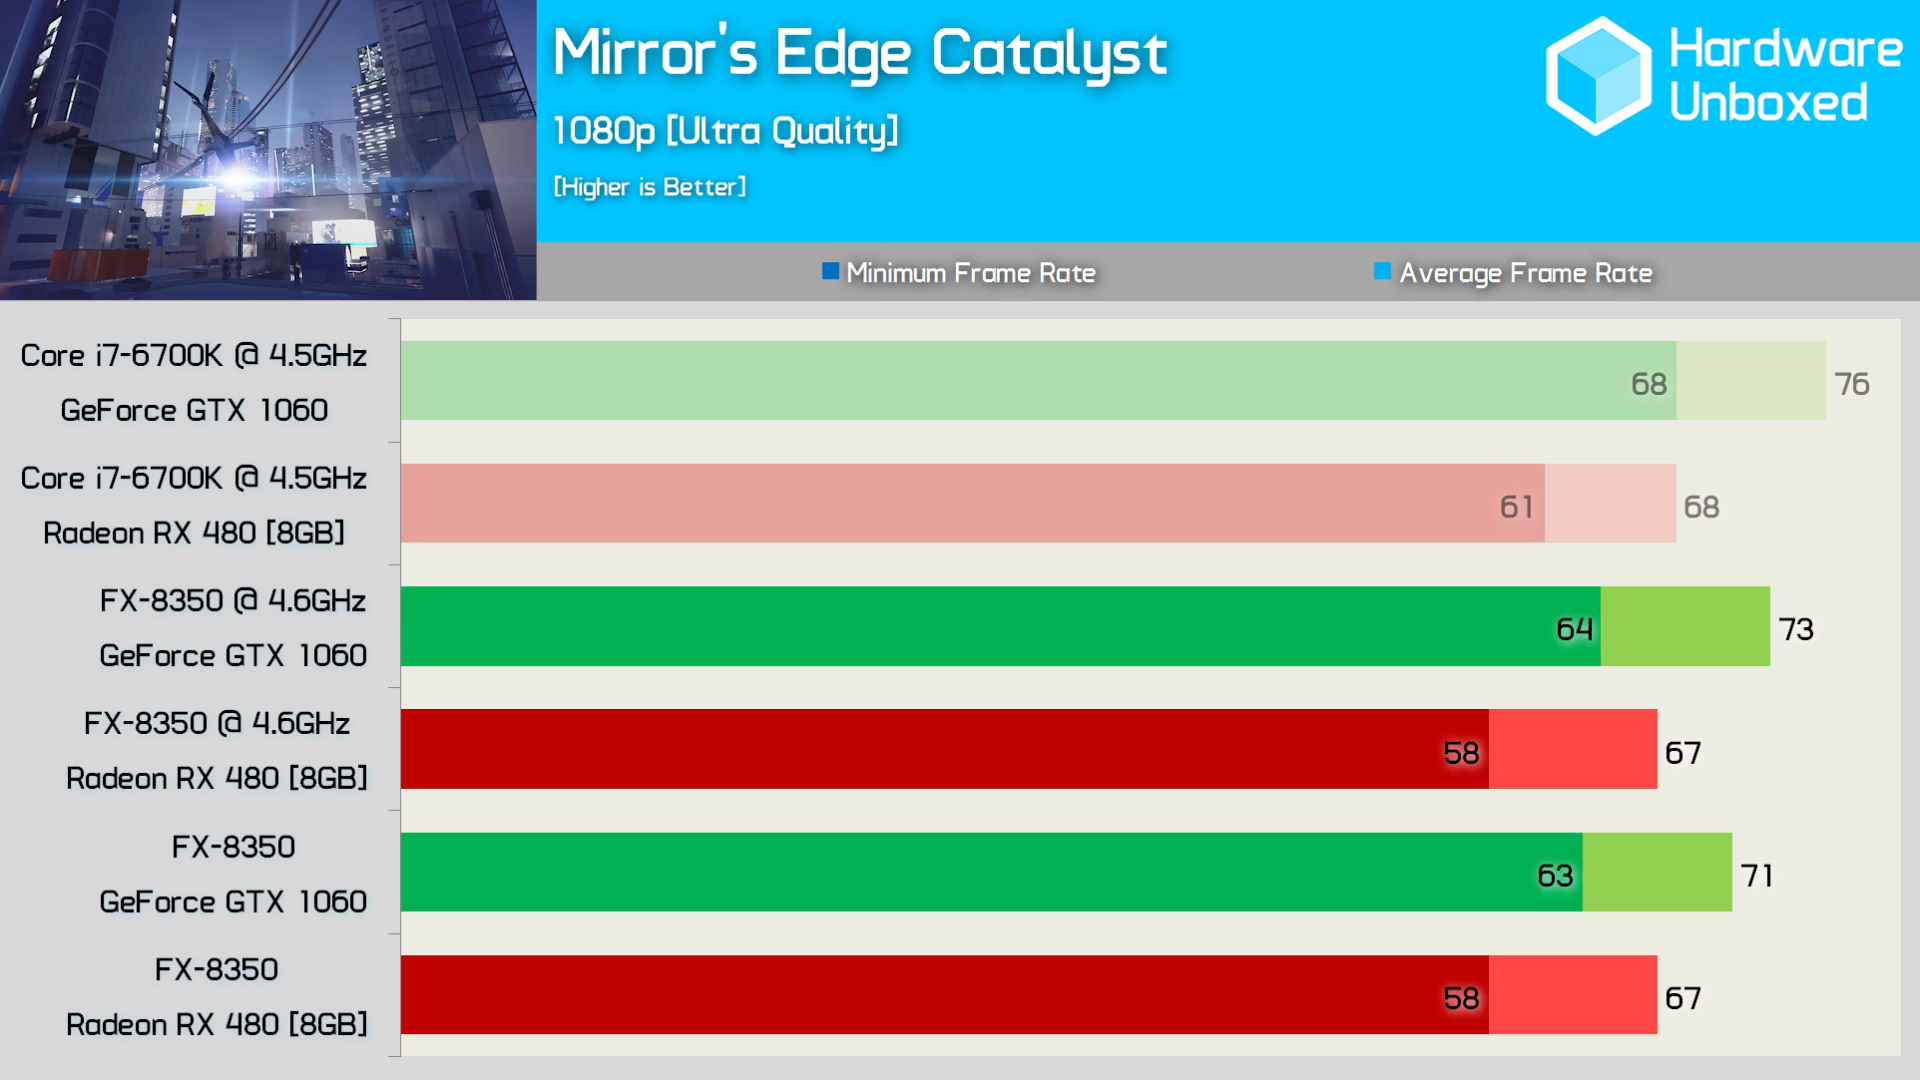 Mirror's Edge Catalyst
1080p [Ultra Quality]
[Higher is Better]
Hardware
Unboxed
Minimum Frame Rate
Average Frame Rate
Core i7-6700K @ 4.5GHz
GeForce GTX 1060
68
76
Core i7-6700K @ 4.5GHz
Radeon RX 480 [8GB]
61
68
FX-8350 @ 4.6GHz
GeForce GTX 1060
64
73
FX-8350 @ 4.6GHz
Radeon RX 480 [8GB]
58
67
FX-8350
GeForce GTX 1060
63
71
FX-8350
Radeon RX 480 [8GB]
58
67